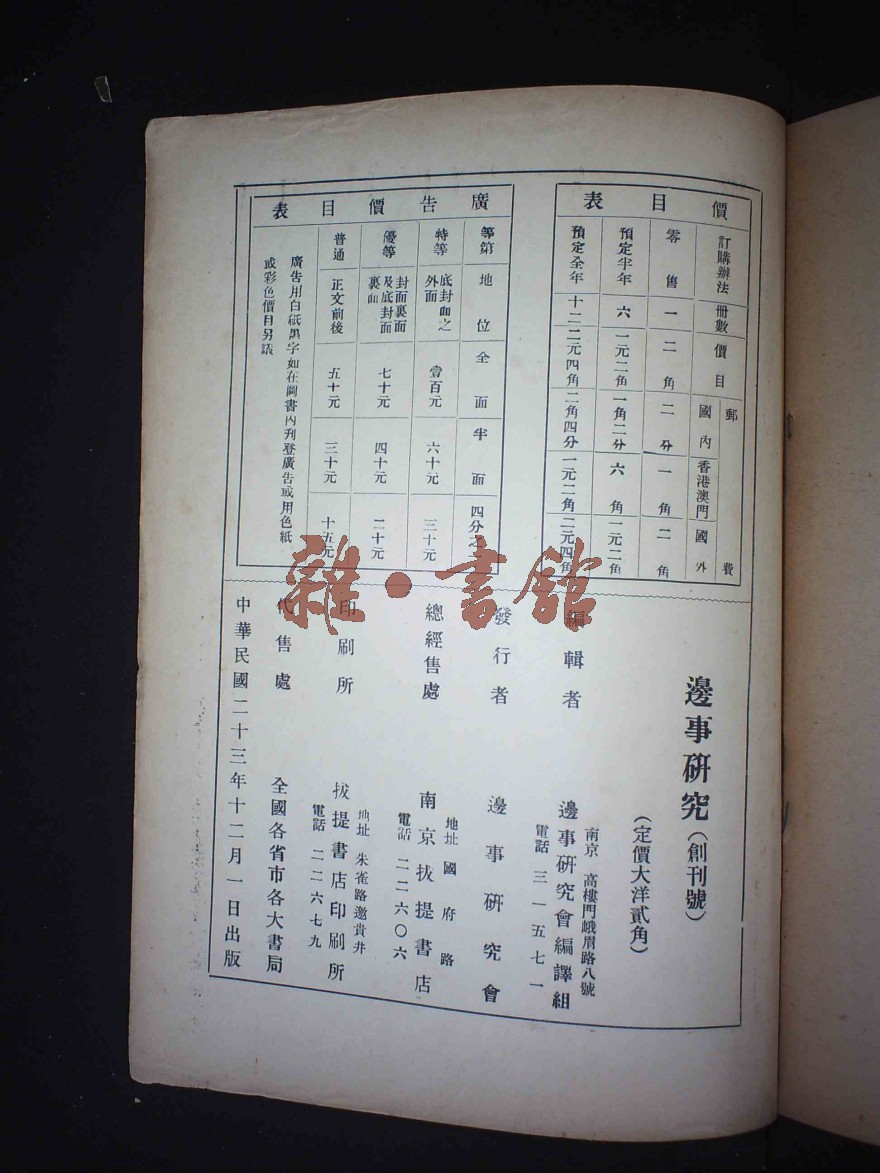 價目表
訂購辦法 冊數 價目 郵費
國內 香港澳門 國外
零售 一 二角 二分 一角 二角
預定半年 六 一元二角 一角二分 六角 一元二角
預定全年 十二 二元四角 二角四分 一元二角 二元四角
廣告價目表
等第 地位 全面 半面 四分之
特等 底封面之外面 壹百元 六十元 三十元
優等 封面裏面及底封面裏面 七十元 四十元 二十元
普通 正文前後 五十元 三十元 十五元
廣告用白紙黑字如在圖書內刊登廣告或用色紙
或彩色價目另議
邊事研究(創刊號)
(定價大洋貳角)
編輯者
南京 高樓門峨眉路八號
邊事研究會編譯組
電話 三一五七一
發行者 邊事研究會
總經售處
地址 國府路
南京拔提書店
電話 二二六〇六
印刷所
地址 朱雀路邀貴井
拔提書店印刷所
電話 二二六七九
代售處 全國各省市各大書局
中華民國二十三年十二月一日出版
雜·書館